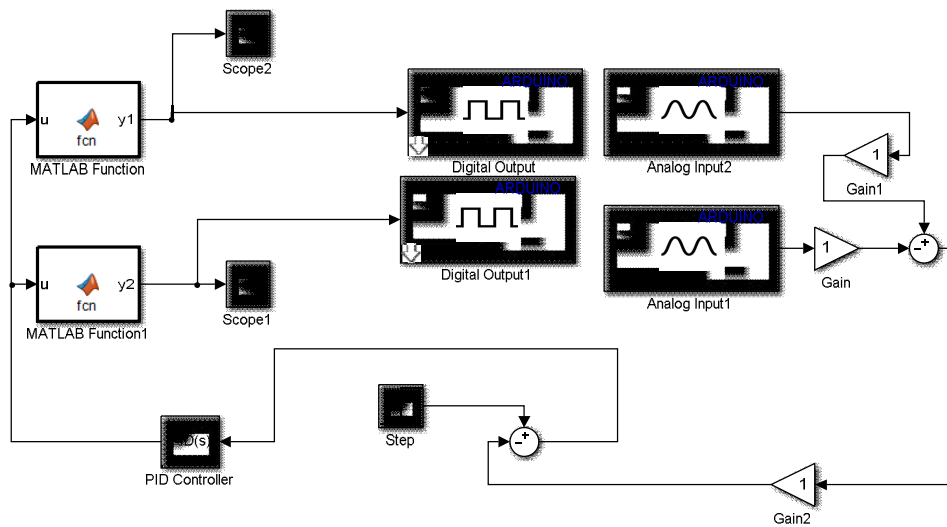 Scope2
ARDUINO
ARDUINO
u
y1
fcn
MATLAB Function
Digital Output
Analog Input2
1
Gain1
ARDUINO
ARDUINO
u
y2
fcn
MATLAB Function1
Scope1
Digital Output1
Analog Input1
1
Gain
Step
PID Controller
1
Gain2